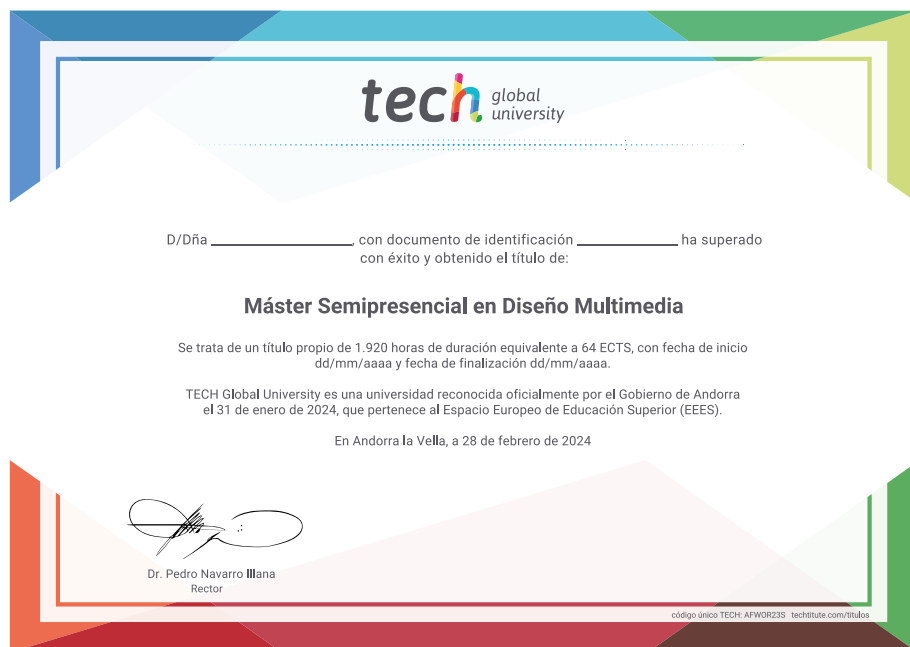 tech global
university
D/Dña ________________, con documento de identificación ____________ ha superado
con éxito y obtenido el título de:
Máster Semipresencial en Diseño Multimedia
Se trata de un título propio de 1.920 horas de duración equivalente a 64 ECTS, con fecha de inicio
dd/mm/aaaa y fecha de finalización dd/mm/aaaa.
TECH Global University es una universidad reconocida oficialmente por el Gobierno de Andorra
el 31 de enero de 2024, que pertenece al Espacio Europeo de Educación Superior (EEES).
En Andorra la Vella, a 28 de febrero de 2024
Dr. Pedro Navarro Illana
Rector
código único TECH: AFWOR23S techtitute.com/titulos